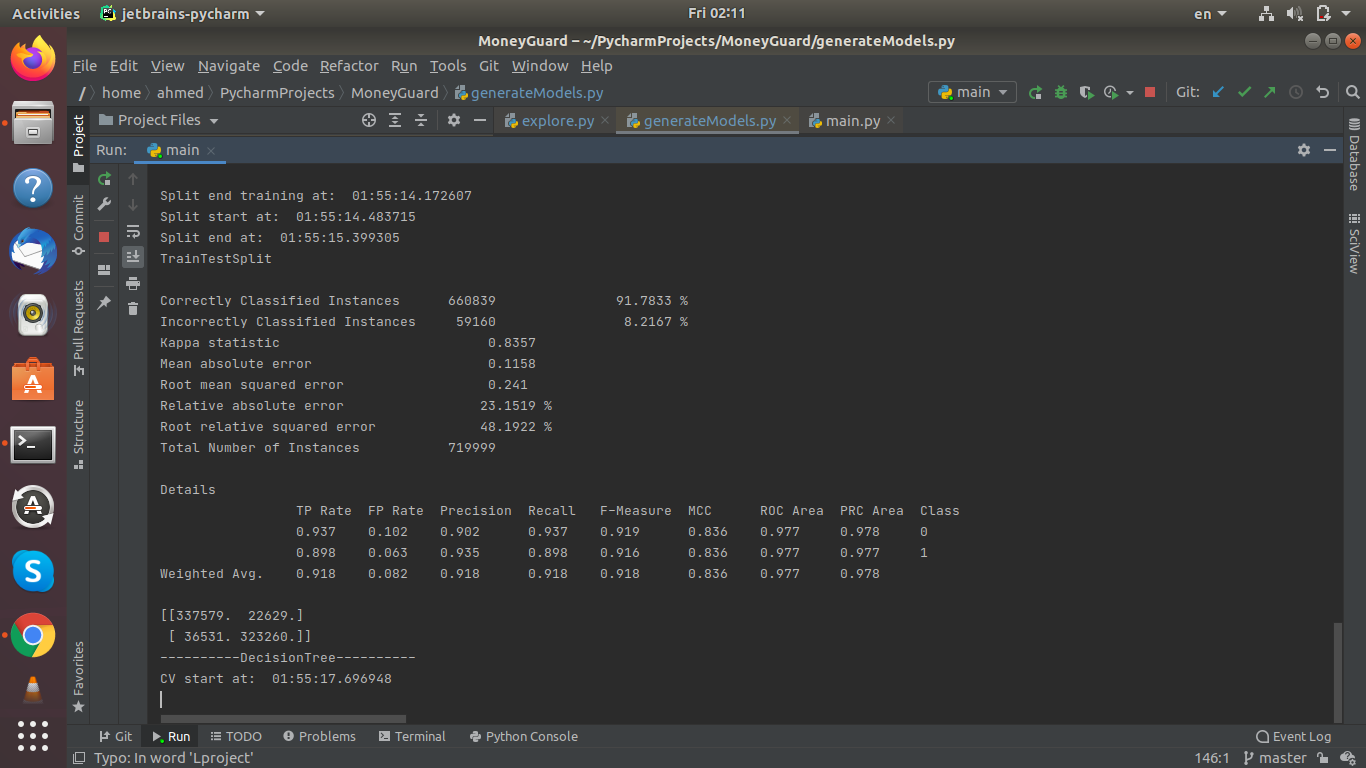 Activities jetbrains-pycharm Fri 02:11 en
MoneyGuard – ~/PycharmProjects/MoneyGuard/generateModels.py
File Edit View Navigate Code Refactor Run Tools Git Window Help
/ home ahmed PycharmProjects MoneyGuard generateModels.py main Git:
Project Files explore.py generateModels.py main.py
Run: main
Project
Commit
Pull Requests
Structure
Favorites
Database
SciView
Split end training at:  01:55:14.172607
Split start at:  01:55:14.483715
Split end at:  01:55:15.399305
TrainTestSplit
Correctly Classified Instances      660839               91.7833 %
Incorrectly Classified Instances     59160                8.2167 %
Kappa statistic                          0.8357
Mean absolute error                      0.1158
Root mean squared error                  0.241
Relative absolute error                 23.1519 %
Root relative squared error             48.1922 %
Total Number of Instances           719999
Details
TP Rate  FP Rate  Precision  Recall   F-Measure  MCC      ROC Area  PRC Area  Class
0.937    0.102    0.902      0.937    0.919      0.836    0.977     0.978     0
0.898    0.063    0.935      0.898    0.916      0.836    0.977     0.977     1
Weighted Avg.    0.918    0.082    0.918      0.918    0.918      0.836    0.977     0.978
[[337579.  22629.]
 [ 36531. 323260.]]
----------DecisionTree----------
CV start at:  01:55:17.696948
Git Run TODO Problems Terminal Python Console Event Log
Typo: In word 'Lproject' 146:1 master